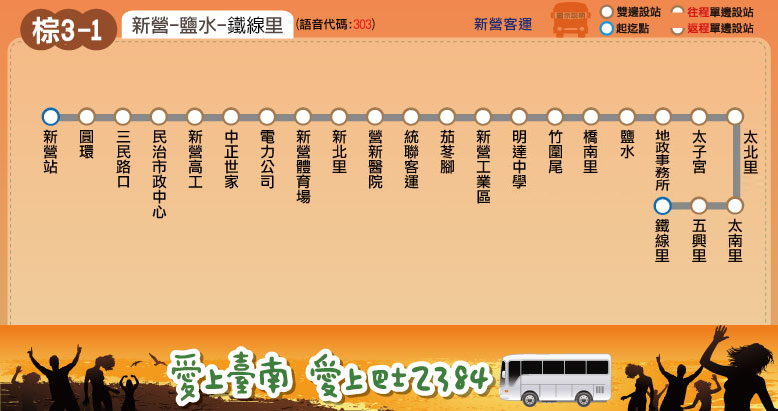 棕3-1
新營-鹽水-鐵線里
(語音代碼:303)
新營客運
雙邊設站
起迄點
往程單邊設站
返程單邊設站
新營站
圓環
三民路口
民治市政中心
新營高工
中正世家
電力公司
新營體育場
新北里
營新醫院
統聯客運
茄苳腳
新營工業區
明達中學
竹圍尾
橋南里
鹽水
地政事務所
太子宮
太北里
太南里
五興里
鐵線里
愛上臺南 愛上巴士2384